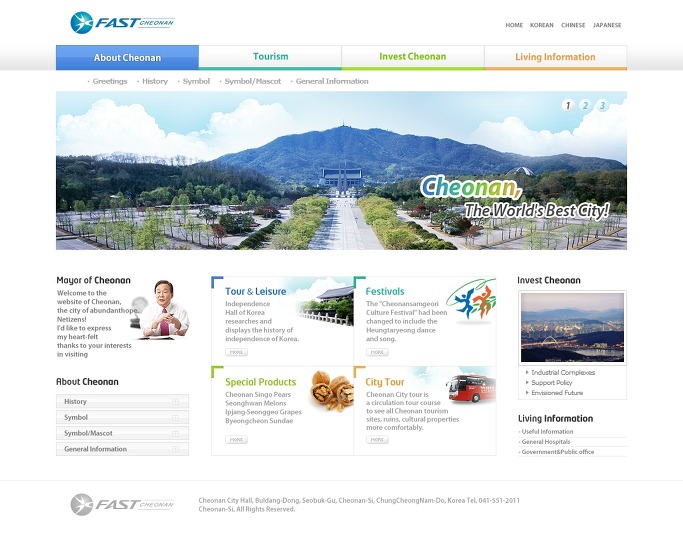 FAST CHEONAN
HOME KOREAN CHINESE JAPANESE
About Cheonan Tourism Invest Cheonan Living Information
· Greetings · History · Symbol · Symbol/Mascot · General Information
1 2 3
Cheonan,
The World's Best City!
Mayor of Cheonan
Welcome to the
website of Cheonan,
the city of abundanthope.
Netizens!
I'd like to express
my heart-felt
thanks to your interests
in visiting
About Cheonan
History
Symbol
Symbol/Mascot
General Information
Tour & Leisure
Independence
Hall of Korea
researches and
displays the history of
independence of Korea.
MORE
Festivals
The "Cheonansamgeori
Culture Festival" had been
changed to include the
Heungtaryeong dance
and song.
MORE
Special Products
Cheonan Singo Pears
Seonghwan Melons
Ipjang-Seonggeo Grapes
Byeongcheon Sundae
MORE
City Tour
Cheonan City tour is
a circulation tour course
to see all Cheonan tourism
sites, ruins, cultural properties
more comfortably.
MORE
Invest Cheonan
Industrial Complexes
Support Policy
Envisioned Future
Living Information
· Useful Information
· General Hospitals
· Government&Public office
FAST CHEONAN
Cheonan City Hall, Buldang-Dong, Seobuk-Gu, Cheonan-Si, ChungCheongNam-Do, Korea Tel. 041-551-2011
Cheonan-Si, All Rights Reserved.